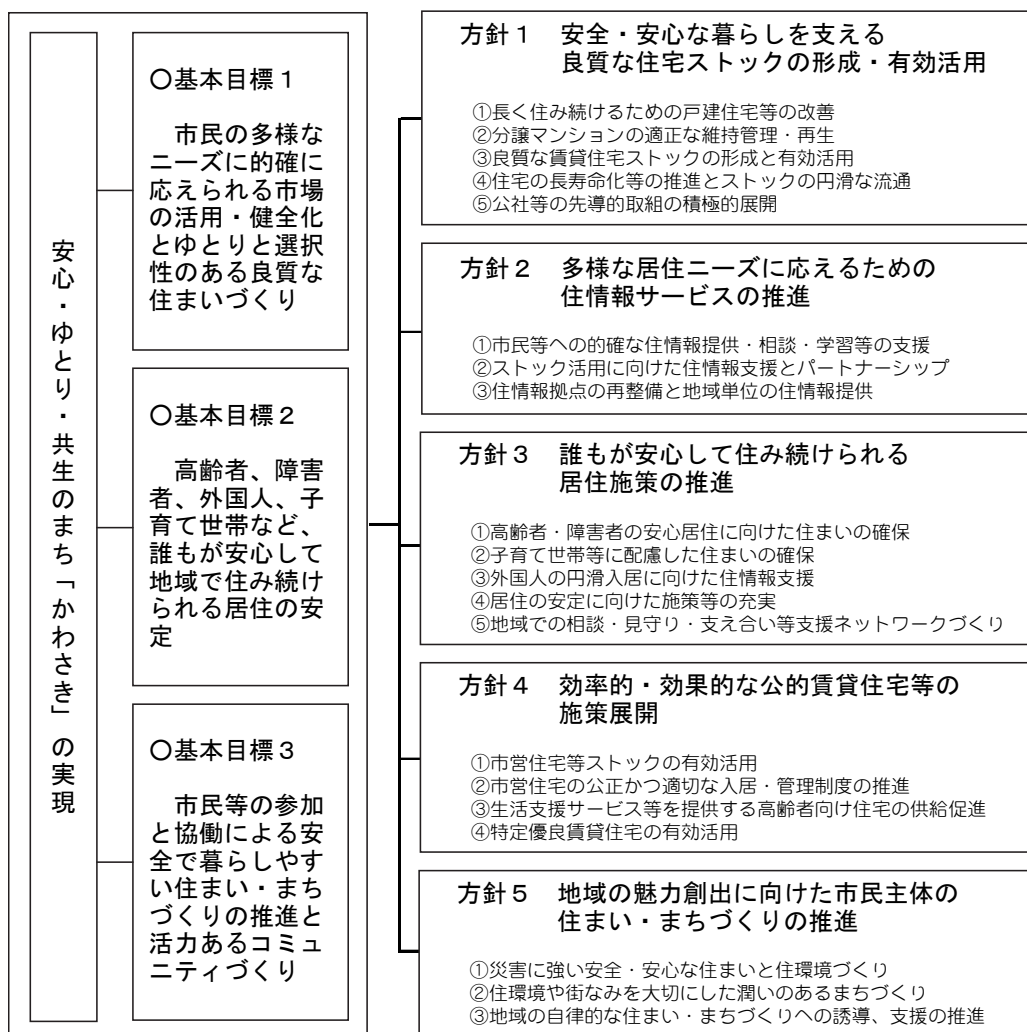 安心・ゆとり・共生のまち「かわさき」の実現
〇基本目標１
市民の多様な
ニーズに的確に
応えられる市場
の活用・健全化
とゆとりと選択
性のある良質な
住まいづくり
〇基本目標２
高齢者、障害
者、外国人、子
育て世帯など、
誰もが安心して
地域で住み続け
られる居住の安
定
〇基本目標３
市民等の参加
と協働による安
全で暮らしやす
い住まい・まち
づくりの推進と
活力あるコミュ
ニティづくり
方針１　安全・安心な暮らしを支える
良質な住宅ストックの形成・有効活用
①長く住み続けるための戸建住宅等の改善
②分譲マンションの適正な維持管理・再生
③良質な賃貸住宅ストックの形成と有効活用
④住宅の長寿命化等の推進とストックの円滑な流通
⑤公社等の先導的取組の積極的展開
方針２　多様な居住ニーズに応えるための
住情報サービスの推進
①市民等への的確な住情報提供・相談・学習等の支援
②ストック活用に向けた住情報支援とパートナーシップ
③住情報拠点の再整備と地域単位の住情報提供
方針３　誰もが安心して住み続けられる
居住施策の推進
①高齢者・障害者の安心居住に向けた住まいの確保
②子育て世帯等に配慮した住まいの確保
③外国人の円滑入居に向けた住情報支援
④居住の安定に向けた施策等の充実
⑤地域での相談・見守り・支え合い等支援ネットワークづくり
方針４　効率的・効果的な公的賃貸住宅等の
施策展開
①市営住宅等ストックの有効活用
②市営住宅の公正かつ適切な入居・管理制度の推進
③生活支援サービス等を提供する高齢者向け住宅の供給促進
④特定優良賃貸住宅の有効活用
方針５　地域の魅力創出に向けた市民主体の
住まい・まちづくりの推進
①災害に強い安全・安心な住まいと住環境づくり
②住環境や街なみを大切にした潤いのあるまちづくり
③地域の自律的な住まい・まちづくりへの誘導、支援の推進